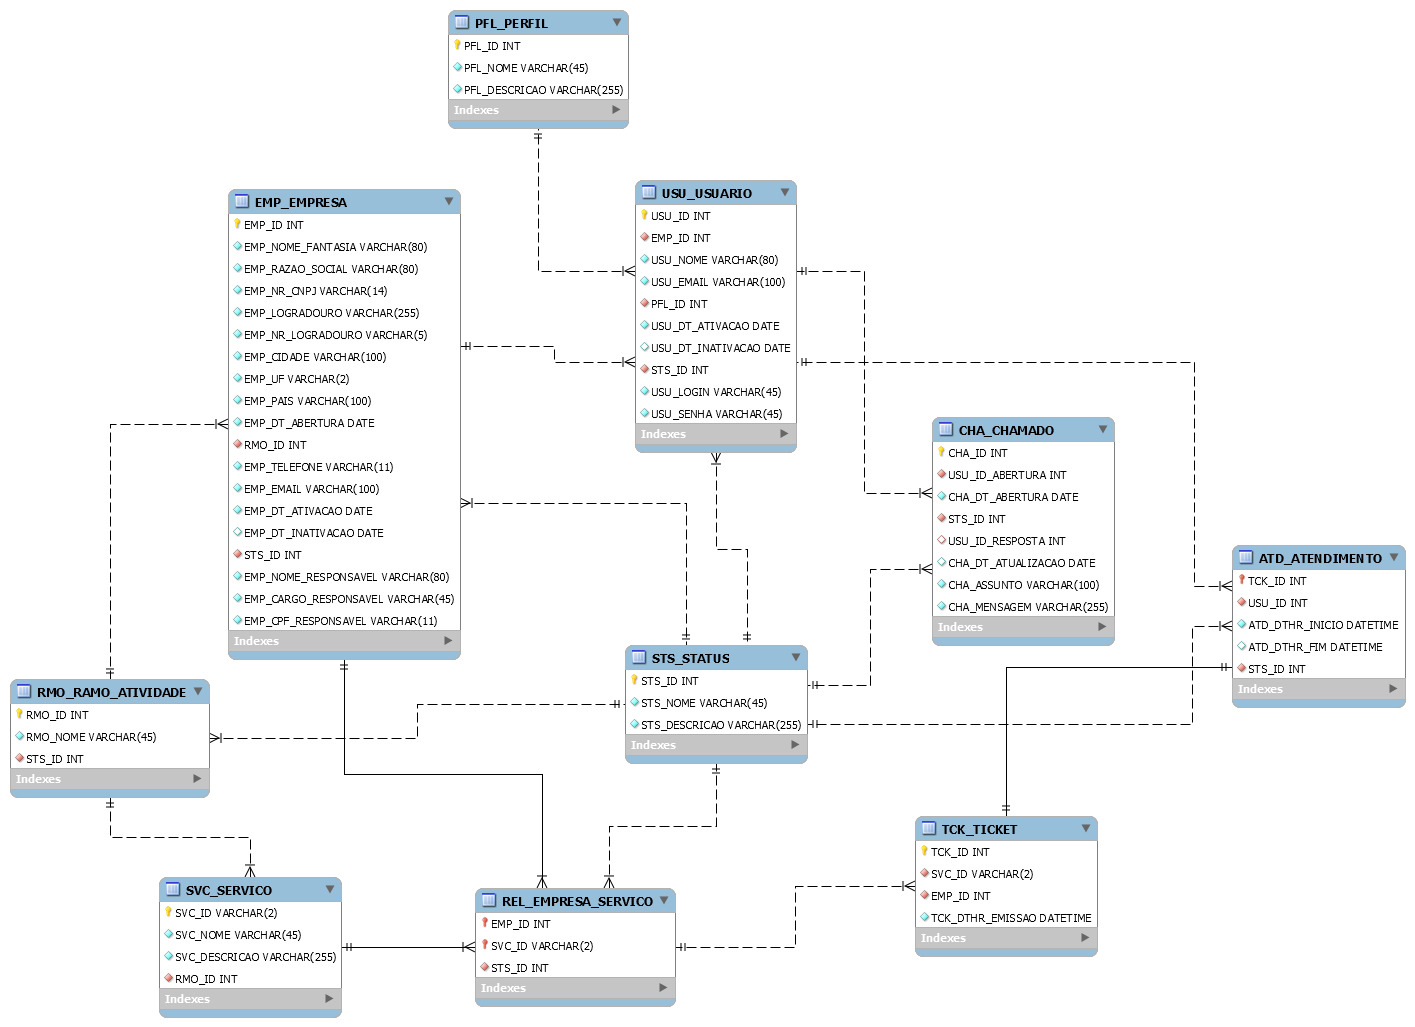 PFL_PERFIL
PFL_ID INT
PFL_NOME VARCHAR(45)
PFL_DESCRICAO VARCHAR(255)
Indexes
EMP_EMPRESA
EMP_ID INT
EMP_NOME_FANTASIA VARCHAR(80)
EMP_RAZAO_SOCIAL VARCHAR(80)
EMP_NR_CNPJ VARCHAR(14)
EMP_LOGRADOURO VARCHAR(255)
EMP_NR_LOGRADOURO VARCHAR(5)
EMP_CIDADE VARCHAR(100)
EMP_UF VARCHAR(2)
EMP_PAIS VARCHAR(100)
EMP_DT_ABERTURA DATE
RMO_ID INT
EMP_TELEFONE VARCHAR(11)
EMP_EMAIL VARCHAR(100)
EMP_DT_ATIVACAO DATE
EMP_DT_INATIVACAO DATE
STS_ID INT
EMP_NOME_RESPONSAVEL VARCHAR(80)
EMP_CARGO_RESPONSAVEL VARCHAR(45)
EMP_CPF_RESPONSAVEL VARCHAR(11)
Indexes
USU_USUARIO
USU_ID INT
EMP_ID INT
USU_NOME VARCHAR(80)
USU_EMAIL VARCHAR(100)
PFL_ID INT
USU_DT_ATIVACAO DATE
USU_DT_INATIVACAO DATE
STS_ID INT
USU_LOGIN VARCHAR(45)
USU_SENHA VARCHAR(45)
Indexes
CHA_CHAMADO
CHA_ID INT
USU_ID_ABERTURA INT
CHA_DT_ABERTURA DATE
STS_ID INT
USU_ID_RESPOSTA INT
CHA_DT_ATUALIZACAO DATE
CHA_ASSUNTO VARCHAR(100)
CHA_MENSAGEM VARCHAR(255)
Indexes
ATD_ATENDIMENTO
TCK_ID INT
USU_ID INT
ATD_DTHR_INICIO DATETIME
ATD_DTHR_FIM DATETIME
STS_ID INT
Indexes
STS_STATUS
STS_ID INT
STS_NOME VARCHAR(45)
STS_DESCRICAO VARCHAR(255)
Indexes
RMO_RAMO_ATIVIDADE
RMO_ID INT
RMO_NOME VARCHAR(45)
STS_ID INT
Indexes
TCK_TICKET
TCK_ID INT
SVC_ID VARCHAR(2)
EMP_ID INT
TCK_DTHR_EMISSAO DATETIME
Indexes
SVC_SERVICO
SVC_ID VARCHAR(2)
SVC_NOME VARCHAR(45)
SVC_DESCRICAO VARCHAR(255)
RMO_ID INT
Indexes
REL_EMPRESA_SERVICO
EMP_ID INT
SVC_ID VARCHAR(2)
STS_ID INT
Indexes